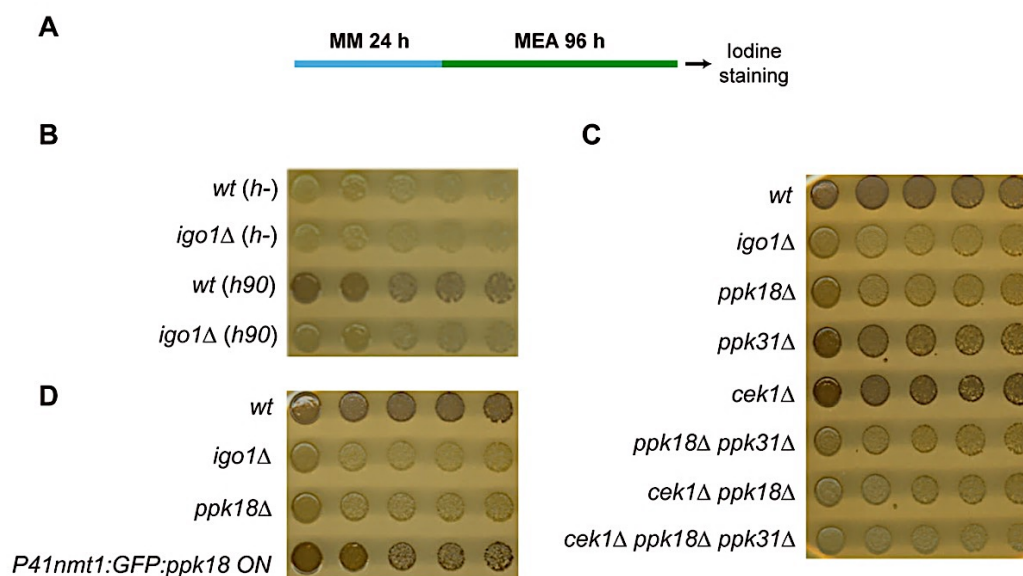 A
MM 24 h
MEA 96 h
Iodine
staining
B
wt (h-)
igo1Δ (h-)
wt (h90)
igo1Δ (h90)
C
wt
igo1Δ
ppk18Δ
ppk31Δ
cek1Δ
ppk18Δ ppk31Δ
cek1Δ ppk18Δ
cek1Δ ppk18Δ ppk31Δ
D
wt
igo1Δ
ppk18Δ
P41nmt1:GFP:ppk18 ON